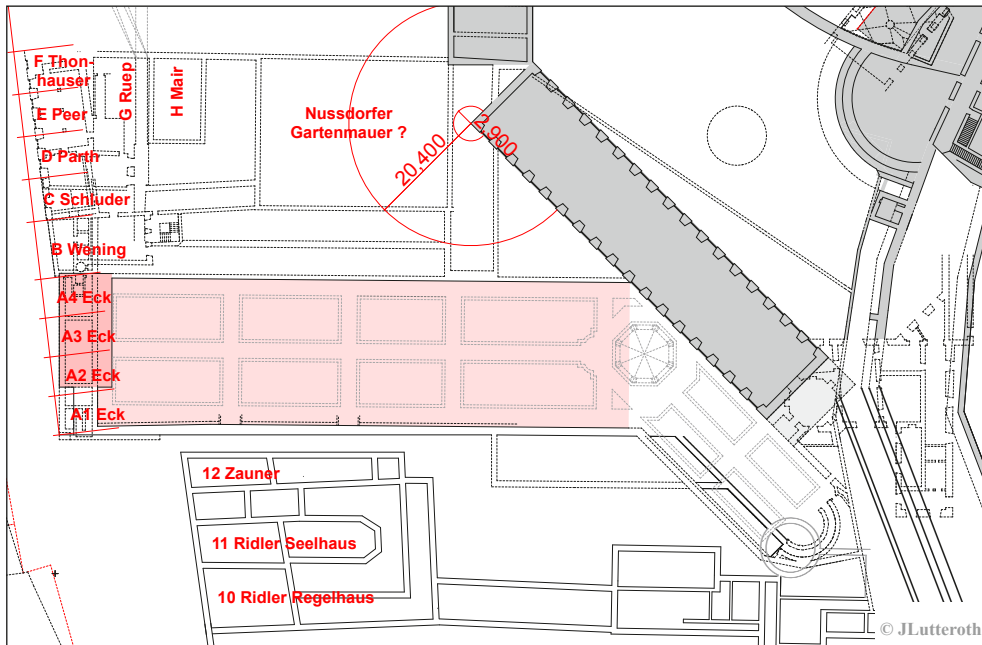 F Thon-
hauser
E Peer
D Parth
C Schluder
B Wening
A4 Eck
A3 Eck
A2 Eck
A1 Eck
G Ruep
H Mair
Nussdorfer
Gartenmauer ?
20,400
2,900
12 Zauner
11 Ridler Seelhaus
10 Ridler Regelhaus
© JLutteroth